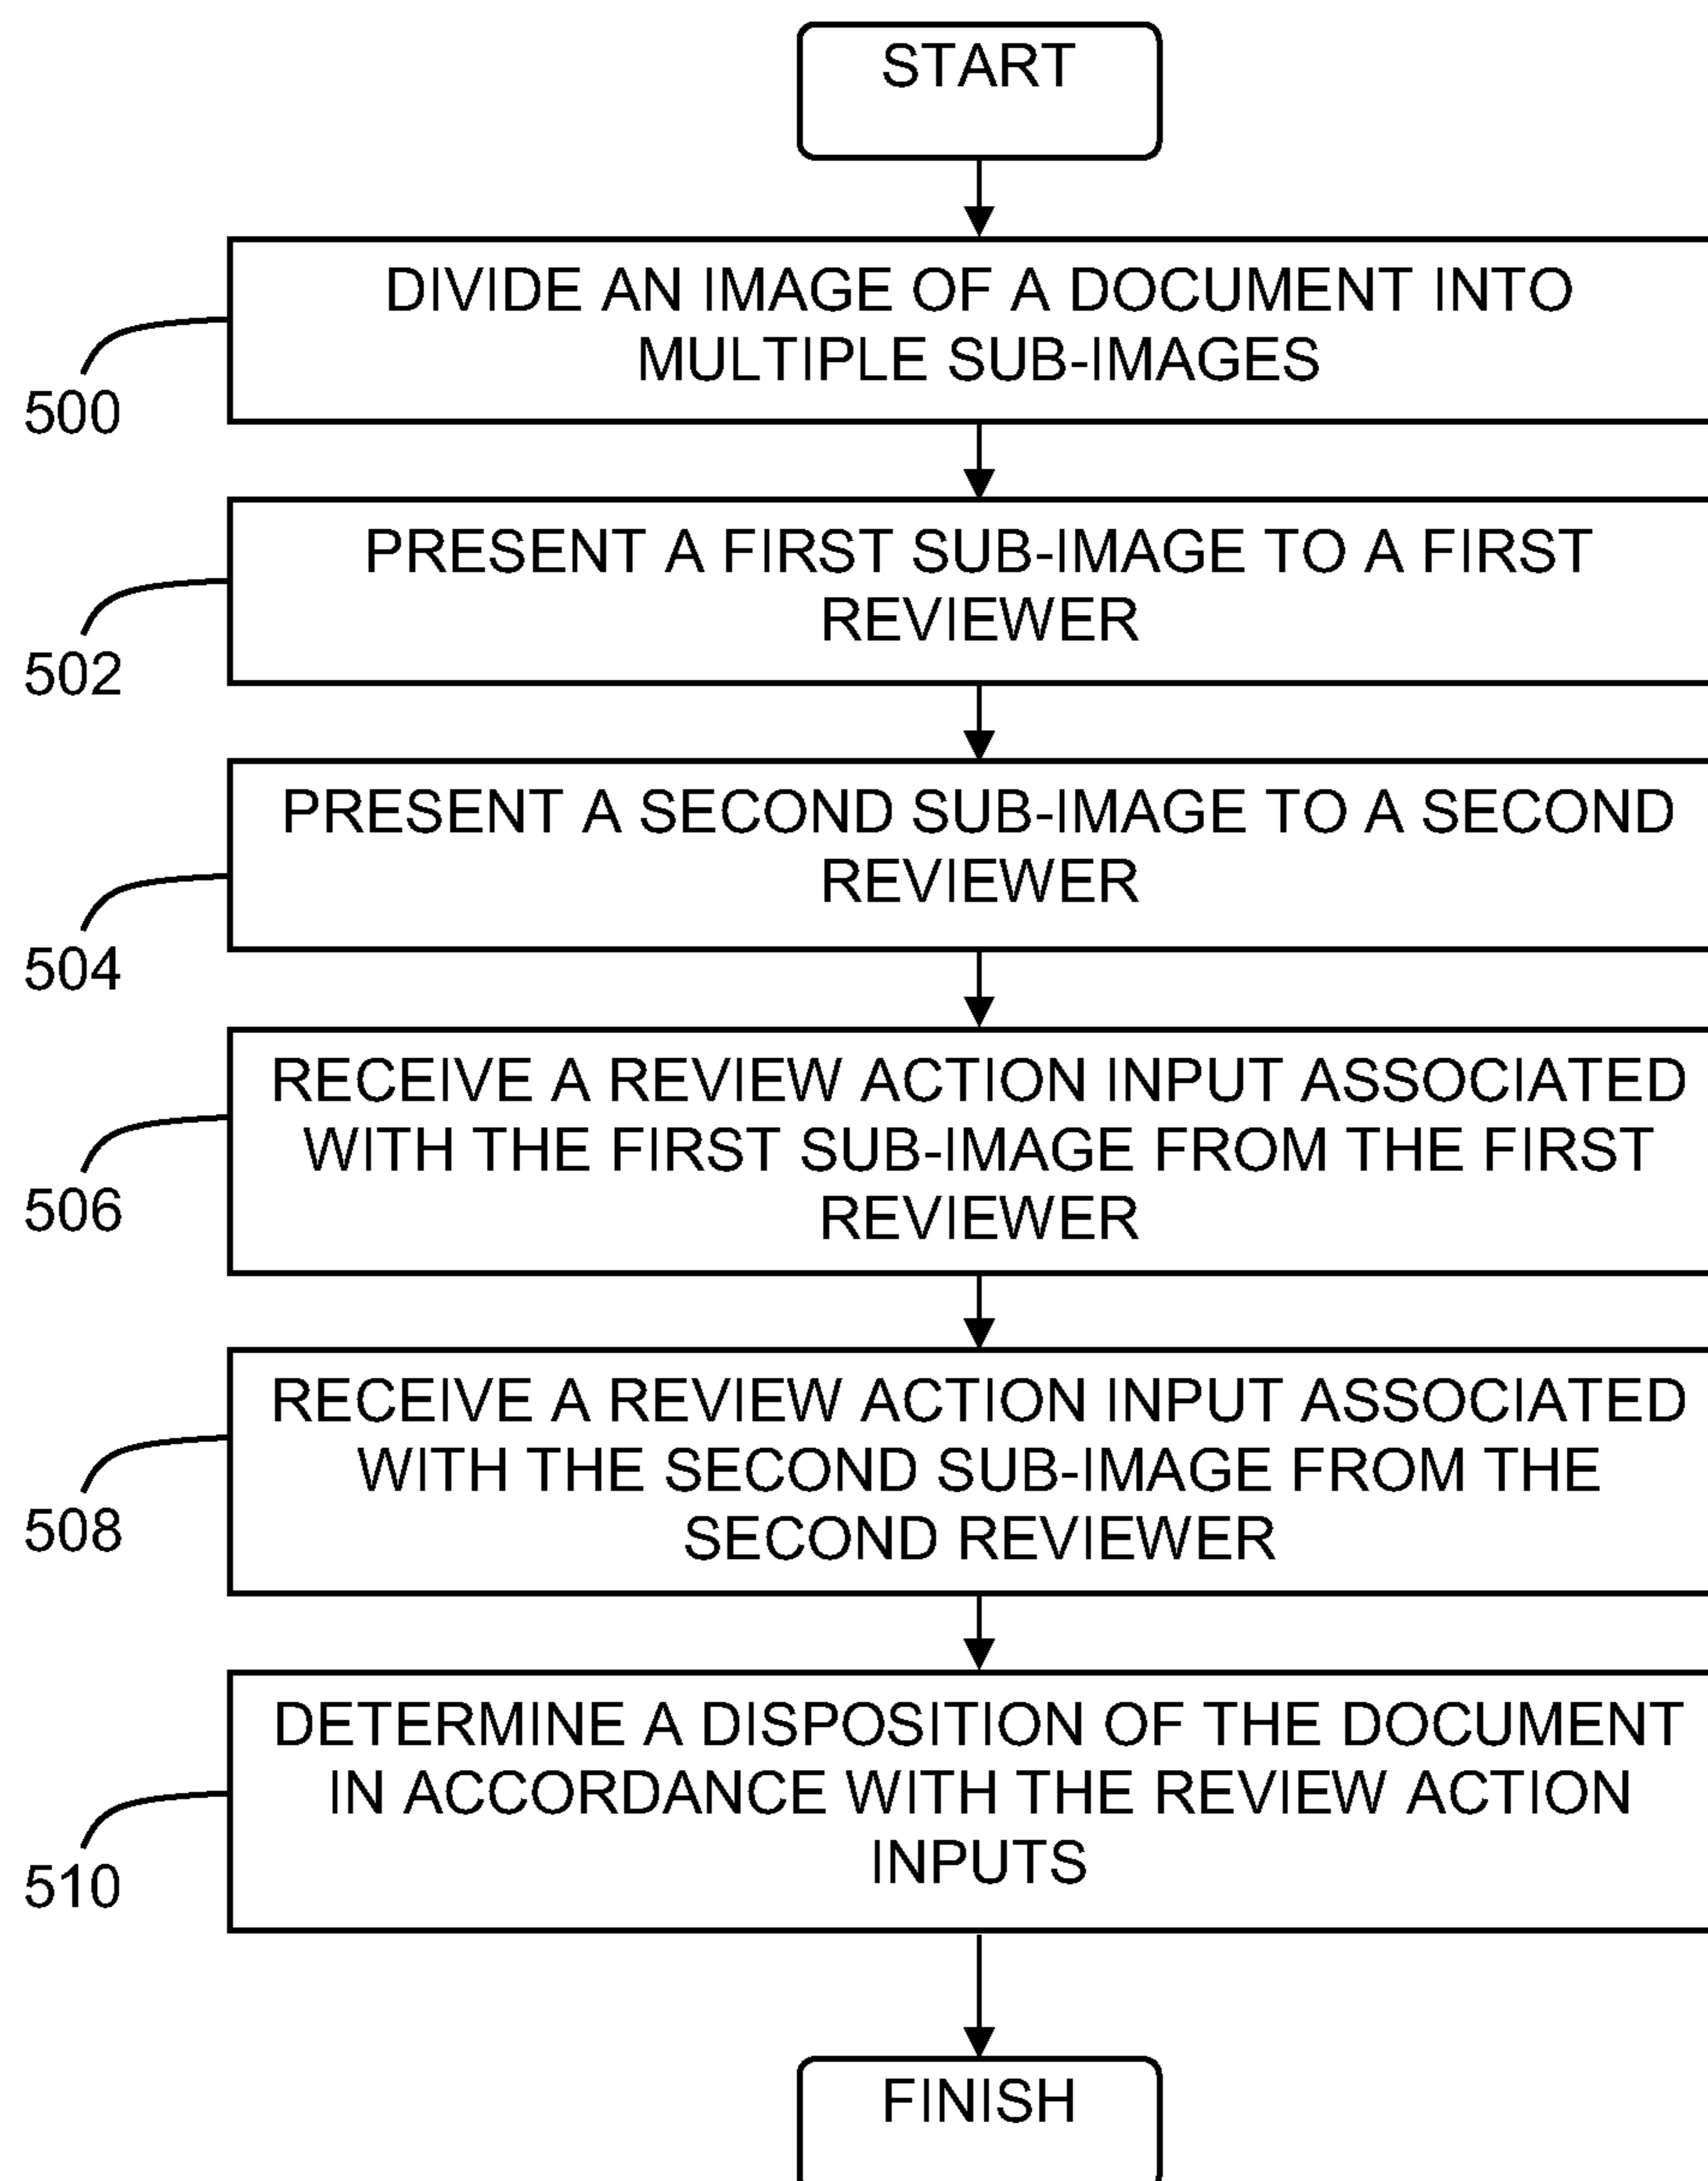 START
DIVIDE AN IMAGE OF A DOCUMENT INTO
MULTIPLE SUB-IMAGES
500
PRESENT A FIRST SUB-IMAGE TO A FIRST
REVIEWER
502
PRESENT A SECOND SUB-IMAGE TO A SECOND
REVIEWER
504
RECEIVE A REVIEW ACTION INPUT ASSOCIATED
WITH THE FIRST SUB-IMAGE FROM THE FIRST
REVIEWER
506
RECEIVE A REVIEW ACTION INPUT ASSOCIATED
WITH THE SECOND SUB-IMAGE FROM THE
SECOND REVIEWER
508
DETERMINE A DISPOSITION OF THE DOCUMENT
IN ACCORDANCE WITH THE REVIEW ACTION
INPUTS
510
FINISH